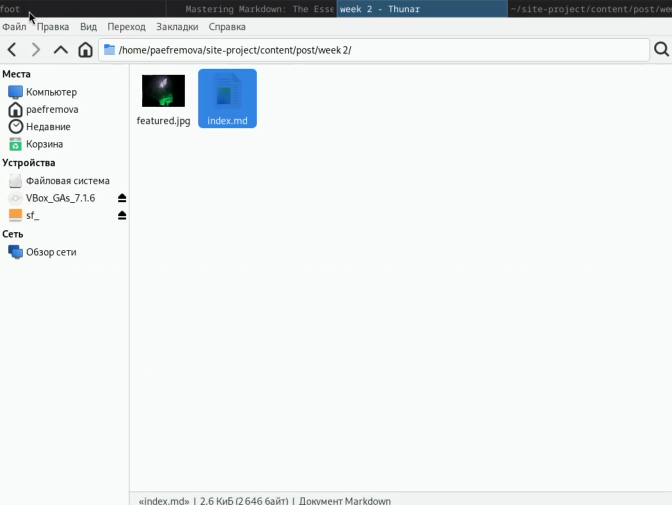 foot
Mastering Markdown: The Esse
week 2 - Thunar
~/site-project/content/post/wee
Файл Правка Вид Переход Закладки Справка
/home/paefremova/site-project/content/post/week 2/
Места
Компьютер
paefremova
Недавние
Корзина
Устройства
Файловая система
VBox_GAs_7.1.6
sf_
Сеть
Обзор сети
featured.jpg
index.md
«index.md» | 2,6 КиБ (2 646 байт) | Документ Markdown